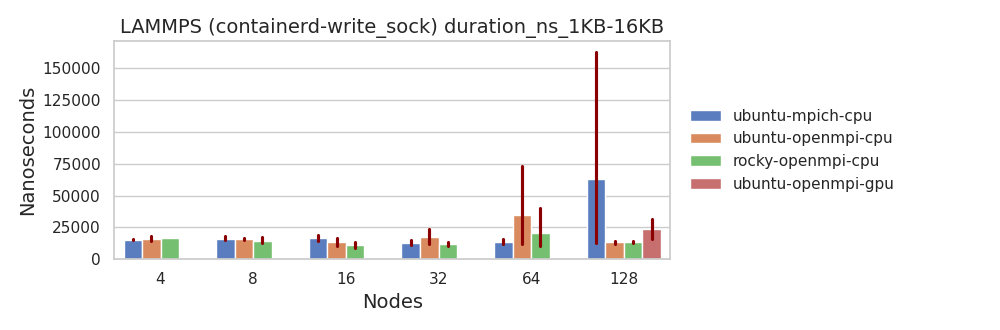 LAMMPS (containerd-write_sock) duration_ns_1KB-16KB
Nanoseconds
150000
125000
100000
75000
50000
25000
0
4 8 16 32 64 128
Nodes
ubuntu-mpich-cpu
ubuntu-openmpi-cpu
rocky-openmpi-cpu
ubuntu-openmpi-gpu